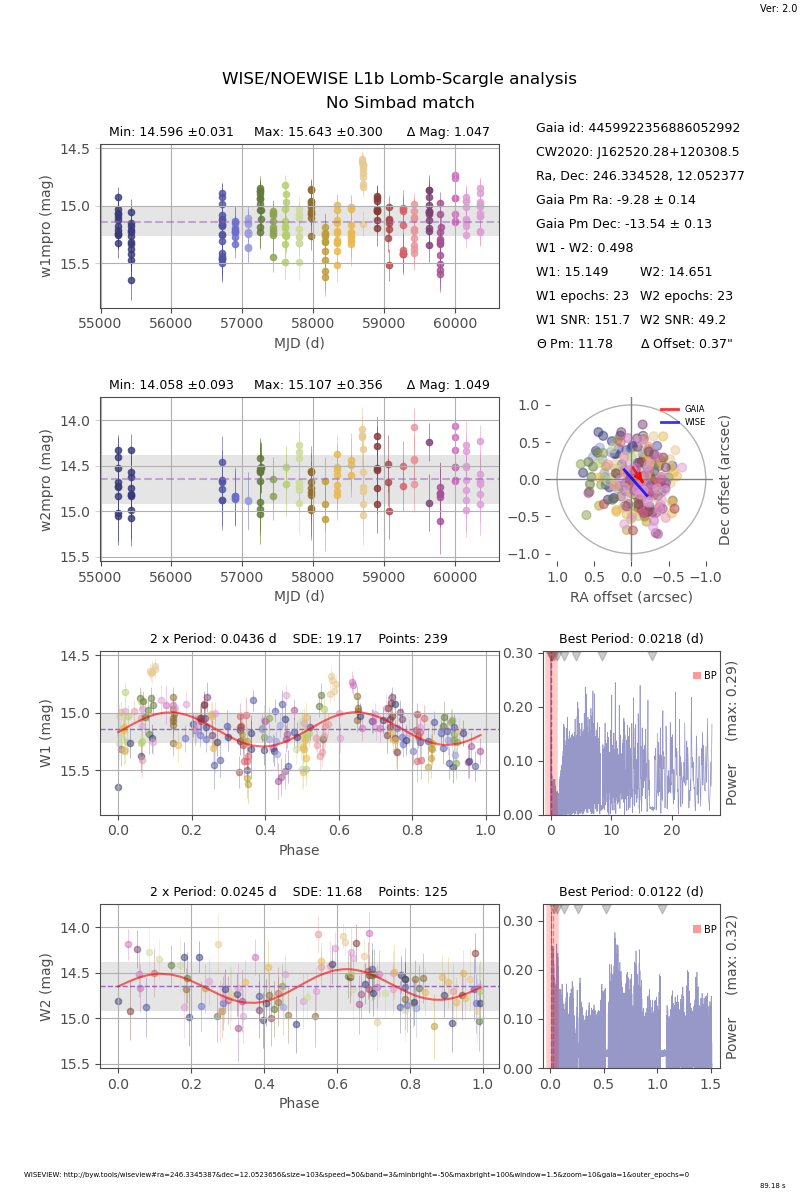 Ver: 2.0
WISE/NOEWISE L1b Lomb-Scargle analysis
No Simbad match
Min: 14.596 ±0.031 Max: 15.643 ±0.300 Δ Mag: 1.047
14.5
15.0
15.5
w1mpro (mag)
55000 56000 57000 58000 59000 60000
MJD (d)
Gaia id: 4459922356886052992
CW2020: J162520.28+120308.5
Ra, Dec: 246.334528, 12.052377
Gaia Pm Ra: -9.28 ± 0.14
Gaia Pm Dec: -13.54 ± 0.13
W1 - W2: 0.498
W1: 15.149 W2: 14.651
W1 epochs: 23 W2 epochs: 23
W1 SNR: 151.7 W2 SNR: 49.2
Θ Pm: 11.78 Δ Offset: 0.37"
Min: 14.058 ±0.093 Max: 15.107 ±0.356 Δ Mag: 1.049
14.0
14.5
15.0
15.5
w2mpro (mag)
55000 56000 57000 58000 59000 60000
MJD (d)
1.0
0.5
0.0
−0.5
−1.0
GAIA
WISE
Dec offset (arcsec)
1.0 0.5 0.0 −0.5 −1.0
RA offset (arcsec)
2 x Period: 0.0436 d SDE: 19.17 Points: 239
14.5
15.0
15.5
W1 (mag)
0.0 0.2 0.4 0.6 0.8 1.0
Phase
Best Period: 0.0218 (d)
0.30
0.20
0.10
0.00
BP
Power (max: 0.29)
0 10 20
2 x Period: 0.0245 d SDE: 11.68 Points: 125
14.0
14.5
15.0
15.5
W2 (mag)
0.0 0.2 0.4 0.6 0.8 1.0
Phase
Best Period: 0.0122 (d)
0.30
0.20
0.10
0.00
BP
Power (max: 0.32)
0.0 0.5 1.0 1.5
WISEVIEW: http://byw.tools/wiseview#ra=246.3345387&dec=12.0523656&size=103&speed=50&band=3&minbright=-50&maxbright=100&window=1.5&zoom=10&gaia=1&outer_epochs=0
89.18 s